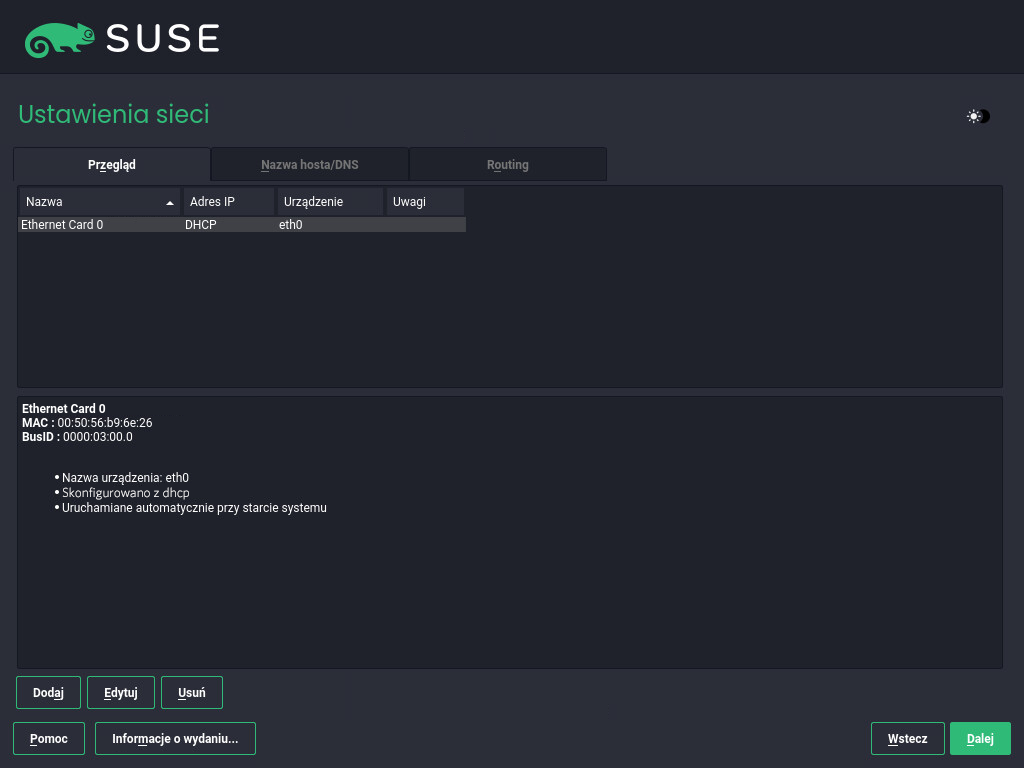 SUSE
Ustawienia sieci
Przegląd Nazwa hosta/DNS Routing
Nazwa Adres IP Urządzenie Uwagi
Ethernet Card 0 DHCP eth0
Ethernet Card 0
MAC : 00:50:56:b9:6e:26
BusID : 0000:03:00.0
• Nazwa urządzenia: eth0
• Skonfigurowano z dhcp
• Uruchamiane automatycznie przy starcie systemu
Dodaj Edytuj Usuń
Pomoc Informacje o wydaniu... Wstecz Dalej